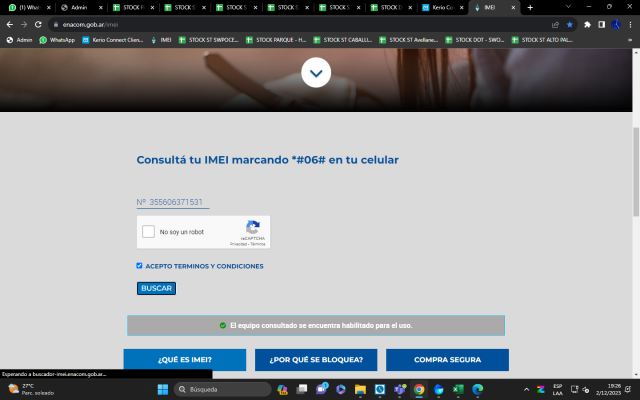 (1) Whats
Admin
STOCK
STOCK S
STOCK S
STOCK S
STOCK S
STOCK
Kerio Co
IMEI
enacom.gob.ar/imei
Admin
WhatsApp
Kerio Connect Clien...
IMEI
STOCK ST SWPOCE...
STOCK PARQUE - H...
STOCK ST CABALLI...
STOCK ST Avellane...
STOCK DOT - SWO...
STOCK ST ALTO PAL...
Consultá tu IMEI marcando *#06# en tu celular
Nº 355606371531
No soy un robot
reCAPTCHA
Privacidad - Términos
ACEPTO TERMINOS Y CONDICIONES
BUSCAR
El equipo consultado se encuentra habilitado para el uso.
¿QUÉ ES IMEI?
¿POR QUÉ SE BLOQUEA?
COMPRA SEGURA
Esperando a buscador-imei.enacom.gob.ar...
27°C
Parc. soleado
Búsqueda
ESP
LAA
19:26
2/12/2023